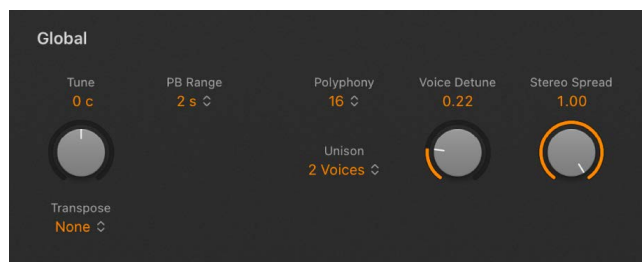 Global
Tune
0 c
PB Range
2 s
Polyphony
16
Voice Detune
0.22
Stereo Spread
1.00
Unison
2 Voices
Transpose
None